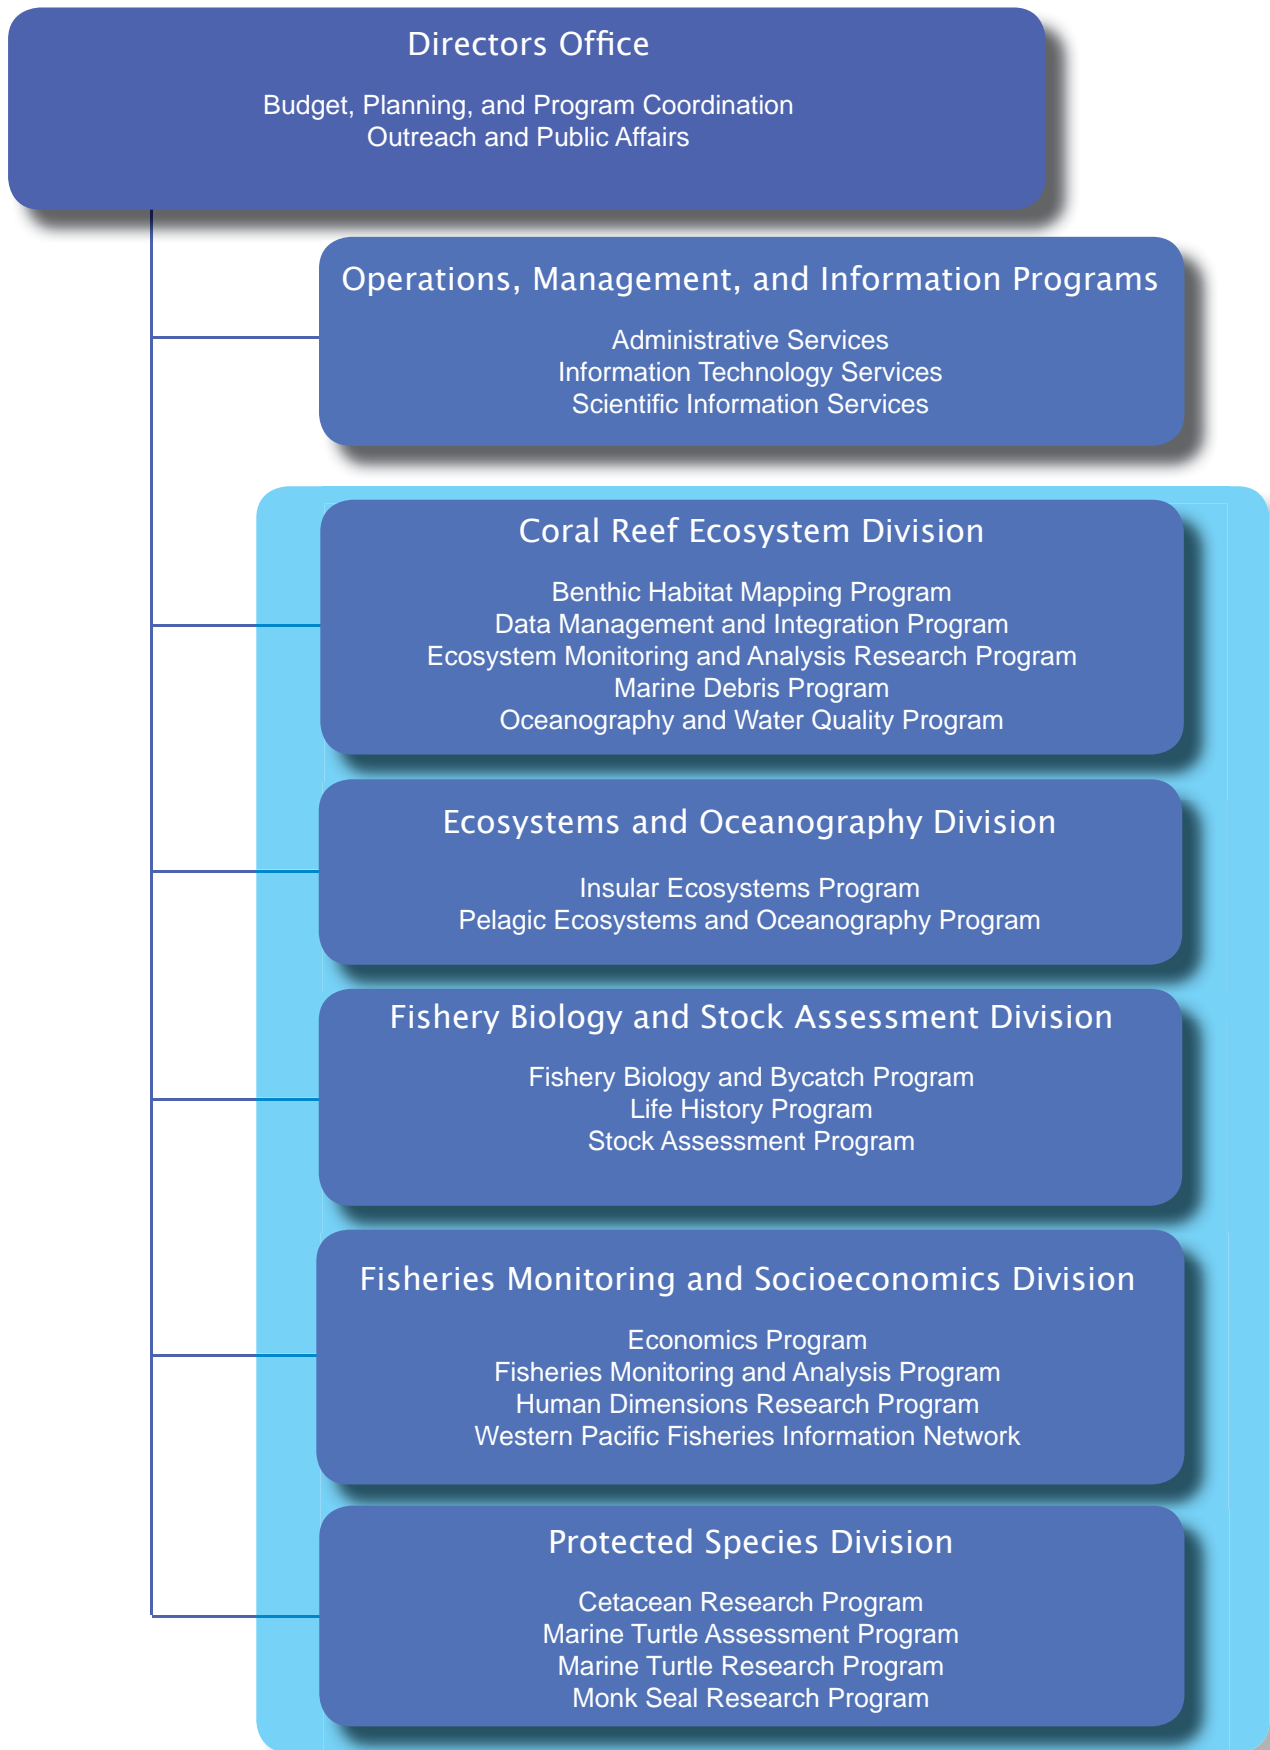 Directors Office
Budget, Planning, and Program Coordination
Outreach and Public Affairs
Operations, Management, and Information Programs
Administrative Services
Information Technology Services
Scientific Information Services
Coral Reef Ecosystem Division
Benthic Habitat Mapping Program
Data Management and Integration Program
Ecosystem Monitoring and Analysis Research Program
Marine Debris Program
Oceanography and Water Quality Program
Ecosystems and Oceanography Division
Insular Ecosystems Program
Pelagic Ecosystems and Oceanography Program
Fishery Biology and Stock Assessment Division
Fishery Biology and Bycatch Program
Life History Program
Stock Assessment Program
Fisheries Monitoring and Socioeconomics Division
Economics Program
Fisheries Monitoring and Analysis Program
Human Dimensions Research Program
Western Pacific Fisheries Information Network
Protected Species Division
Cetacean Research Program
Marine Turtle Assessment Program
Marine Turtle Research Program
Monk Seal Research Program